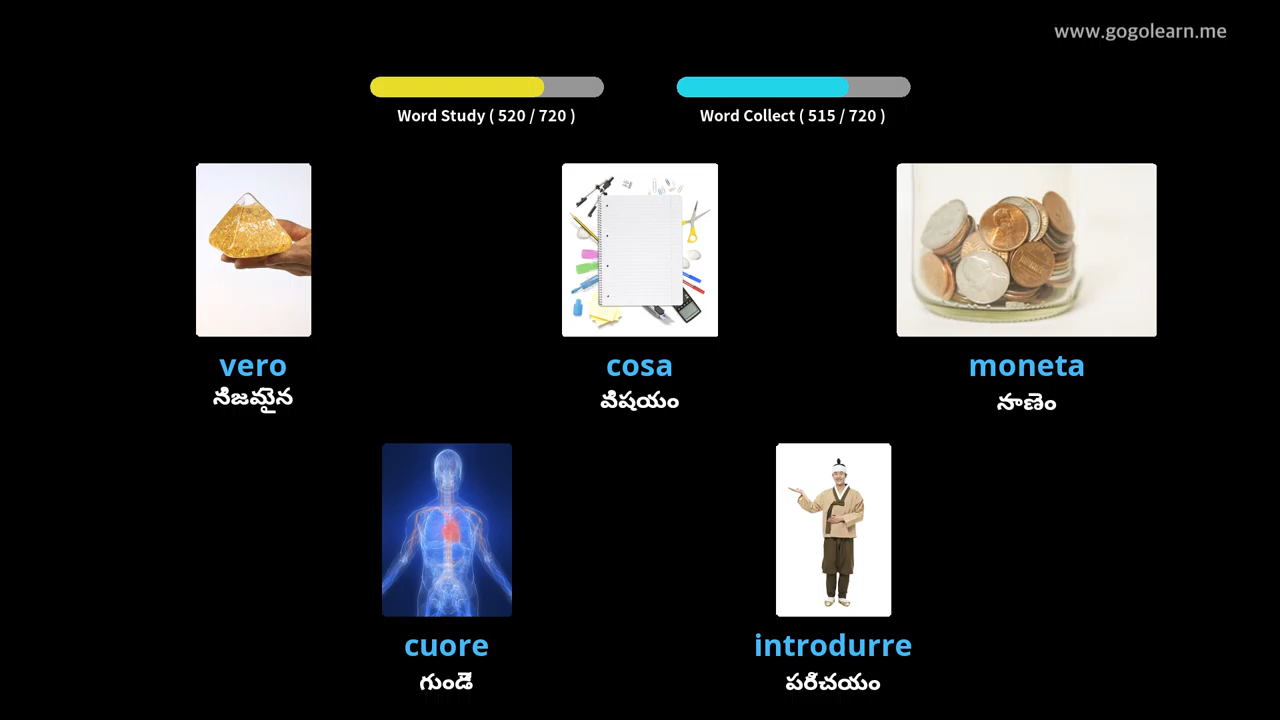 www.gogolearn.me
Word Study ( 520 / 720 )
Word Collect ( 515 / 720 )
vero
నిజమైన
cosa
విషయం
moneta
నాణెం
cuore
గుండె
introdurre
పరిచయం